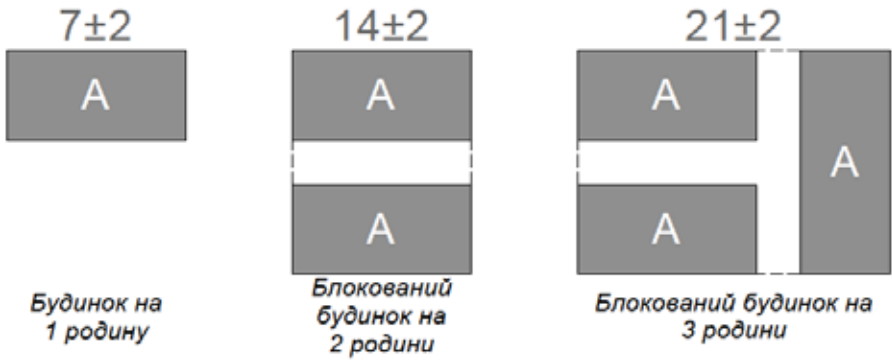 7±2
14±2
21±2
А
А
А
А
А
А
Будинок на
1 родину
Блокований
будинок на
2 родини
Блокований будинок на
3 родини